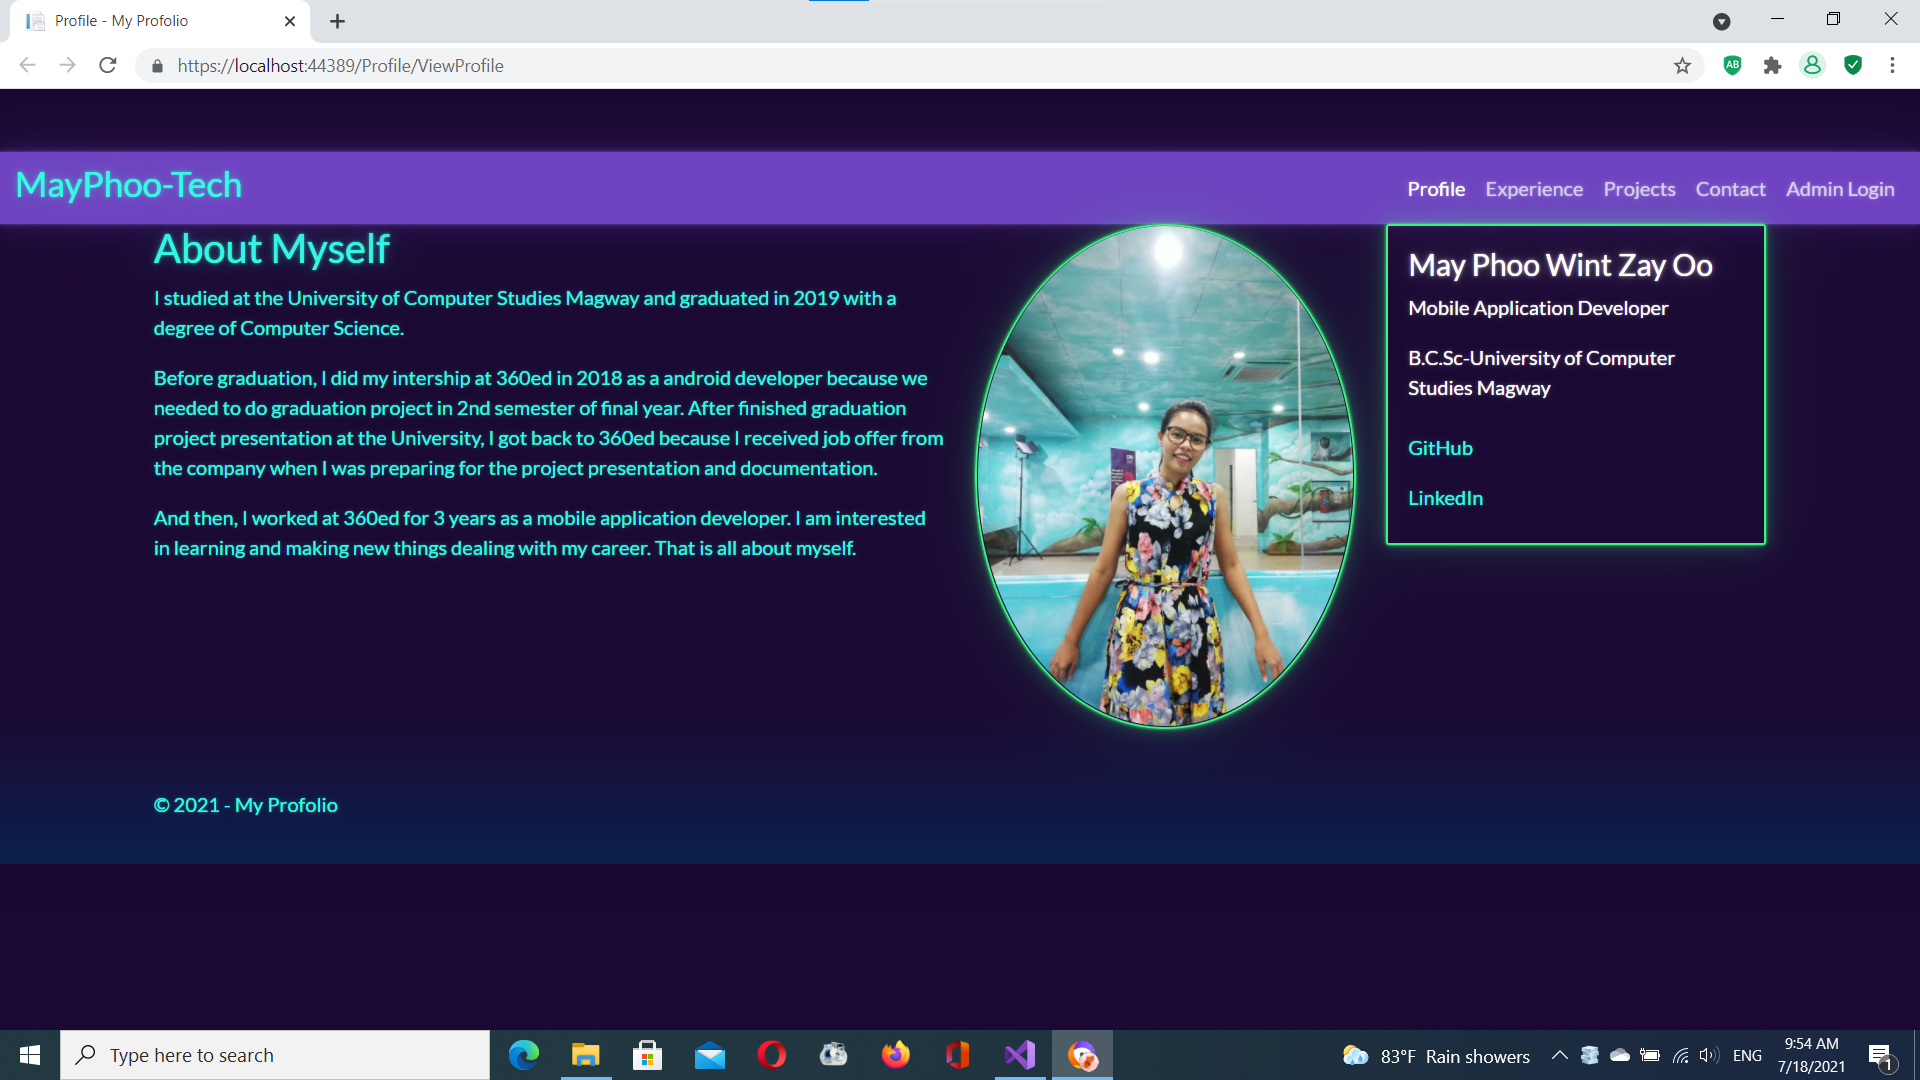 Profile - My Profolio
https://localhost:44389/Profile/ViewProfile
AB
MayPhoo-Tech
Profile Experience Projects Contact Admin Login
About Myself
I studied at the University of Computer Studies Magway and graduated in 2019 with a
degree of Computer Science.
Before graduation, I did my intership at 360ed in 2018 as a android developer because we
needed to do graduation project in 2nd semester of final year. After finished graduation
project presentation at the University, I got back to 360ed because I received job offer from
the company when I was preparing for the project presentation and documentation.
And then, I worked at 360ed for 3 years as a mobile application developer. I am interested
in learning and making new things dealing with my career. That is all about myself.
May Phoo Wint Zay Oo
Mobile Application Developer
B.C.Sc-University of Computer
Studies Magway
GitHub
LinkedIn
© 2021 - My Profolio
Type here to search
83°F Rain showers
ENG
9:54 AM
7/18/2021
1